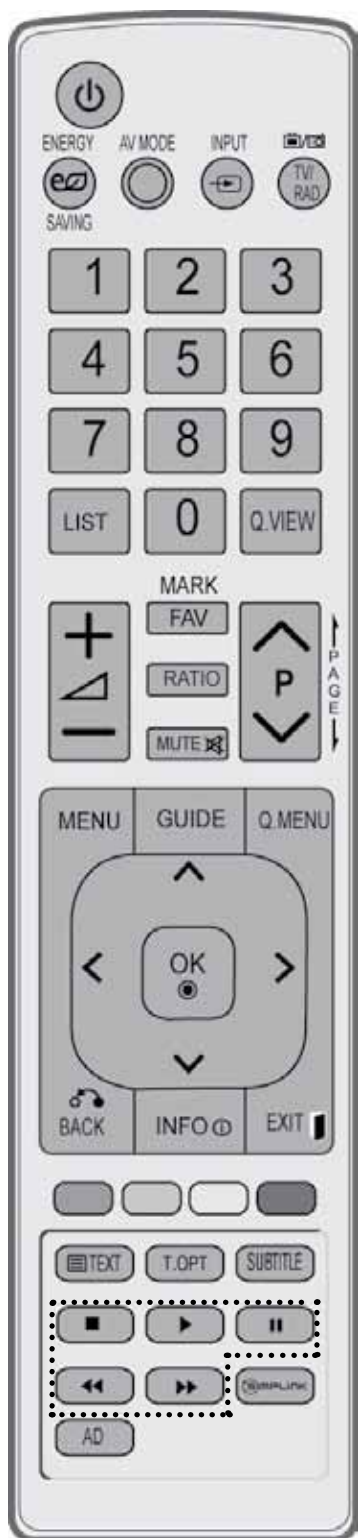 ENERGY AV MODE INPUT
TV/
RAD
SAVING
1 2 3
4 5 6
7 8 9
LIST 0 Q.VIEW
MARK
FAV
RATIO
P
PAGE
MUTE
MENU GUIDE Q.MENU
OK
BACK INFO EXIT
TEXT T.OPT SUBTITLE
SIMPLINK
AD